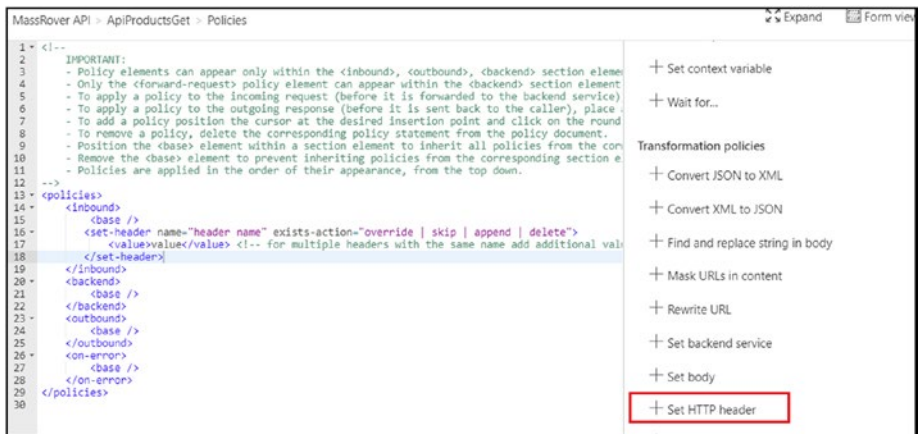 MassRover API > ApiProductsGet > Policies
Expand
Form view
1 <!--
2 IMPORTANT:
3 - Policy elements can appear only within the <inbound>, <outbound>, <backend> section eleme
4 - Only the <forward-request> policy element can appear within the <backend> section element
5 - To apply a policy to the incoming request (before it is forwarded to the backend service)
6 - To apply a policy to the outgoing response (before it is sent back to the caller), place
7 - To add a policy position the cursor at the desired insertion point and click on the round
8 - To remove a policy, delete the corresponding policy statement from the policy document.
9 - Position the <base> element within a section element to inherit all policies from the cor
10 - Remove the <base> element to prevent inheriting policies from the corresponding section e
11 - Policies are applied in the order of their appearance, from the top down.
12 -->
13 <policies>
14 <inbound>
15 <base />
16 <set-header name="header name" exists-action="override | skip | append | delete">
17 <value>value</value> <!-- for multiple headers with the same name add additional val
18 </set-header>
19 </inbound>
20 <backend>
21 <base />
22 </backend>
23 <outbound>
24 <base />
25 </outbound>
26 <on-error>
27 <base />
28 </on-error>
29 </policies>
30
+ Set context variable
+ Wait for...
Transformation policies
+ Convert JSON to XML
+ Convert XML to JSON
+ Find and replace string in body
+ Mask URLs in content
+ Rewrite URL
+ Set backend service
+ Set body
+ Set HTTP header